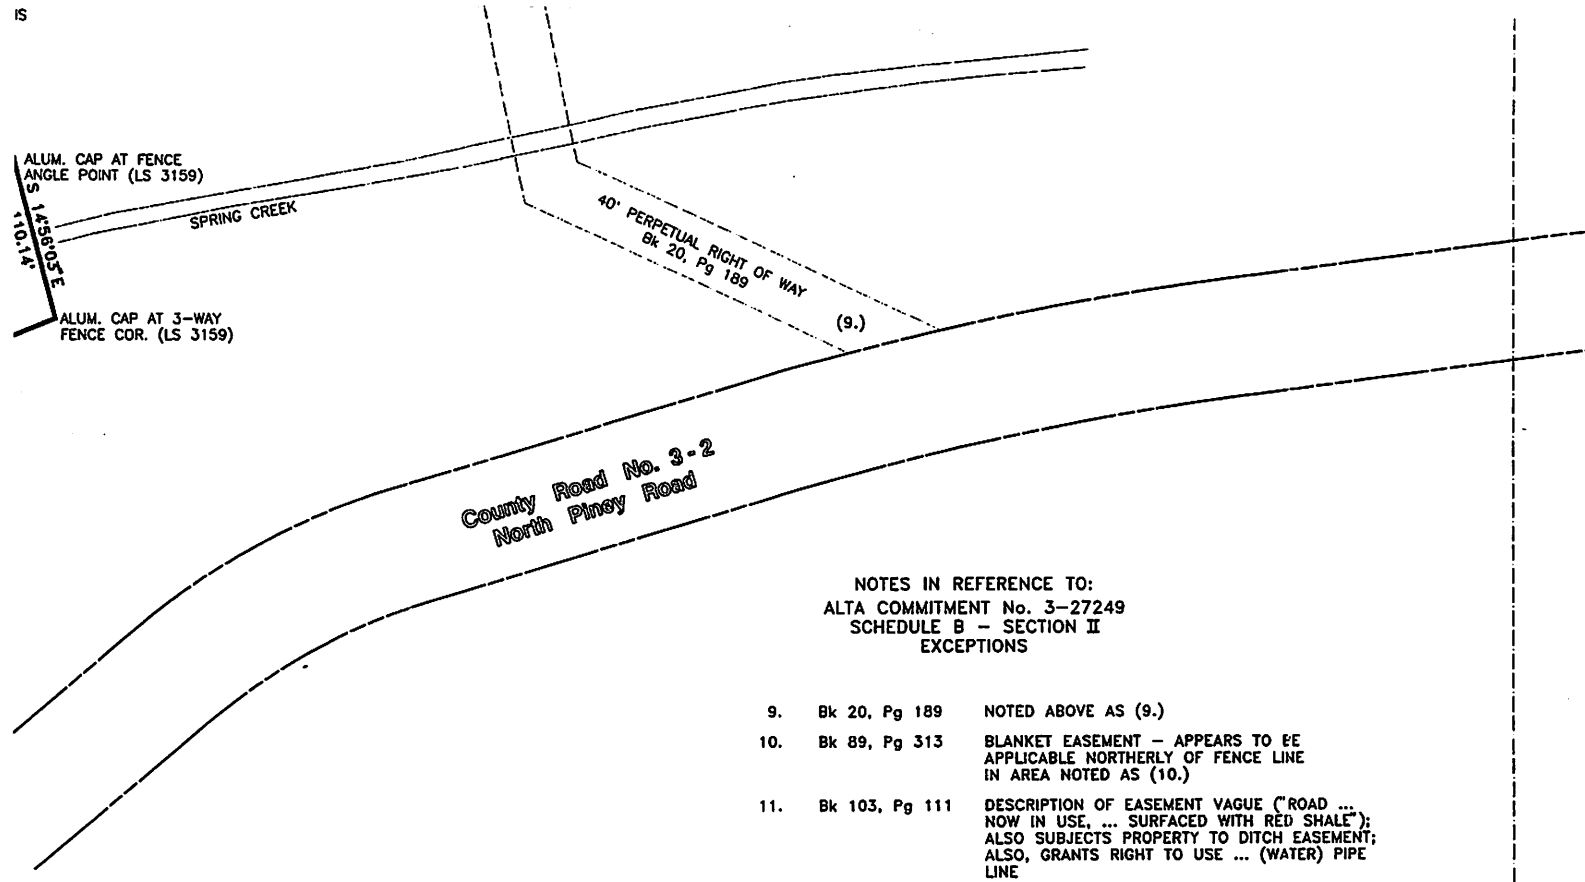 IS
ALUM. CAP AT FENCE
ANGLE POINT (LS 3159)
S 14°56'03"E
110.14'
SPRING CREEK
ALUM. CAP AT 3-WAY
FENCE COR. (LS 3159)
40' PERPETUAL RIGHT OF WAY
Bk 20, Pg 189
(9.)
County Road No. 3-2
North Piney Road
NOTES IN REFERENCE TO:
ALTA COMMITMENT No. 3-27249
SCHEDULE B - SECTION II
EXCEPTIONS
9. Bk 20, Pg 189 NOTED ABOVE AS (9.)
10. Bk 89, Pg 313 BLANKET EASEMENT - APPEARS TO BE
APPLICABLE NORTHERLY OF FENCE LINE
IN AREA NOTED AS (10.)
11. Bk 103, Pg 111 DESCRIPTION OF EASEMENT VAGUE ("ROAD ...
NOW IN USE, ... SURFACED WITH RED SHALE");
ALSO SUBJECTS PROPERTY TO DITCH EASEMENT;
ALSO, GRANTS RIGHT TO USE ... (WATER) PIPE
LINE